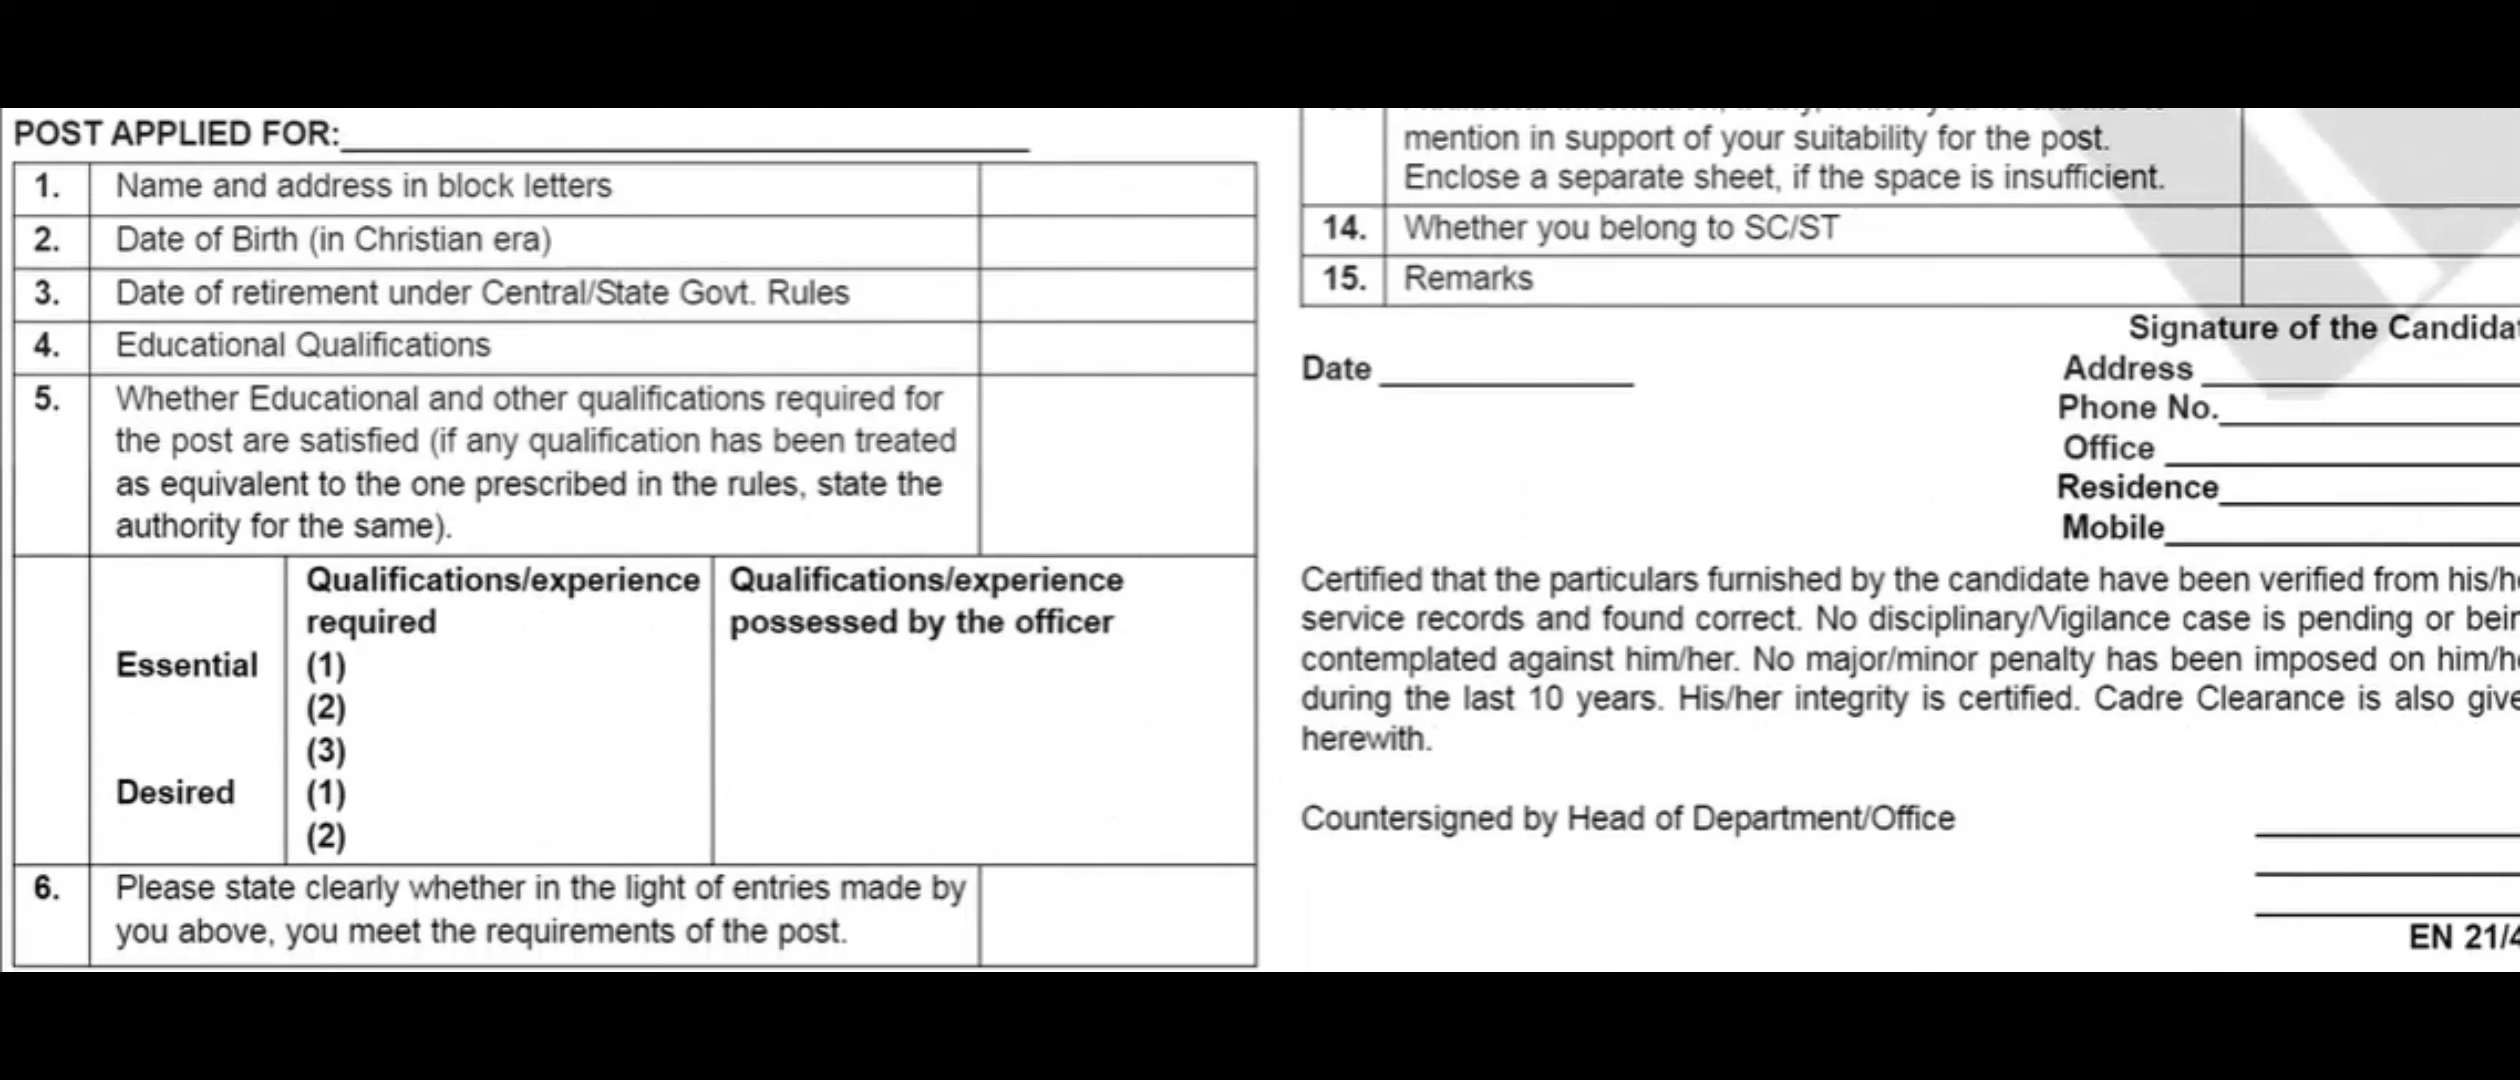 POST APPLIED FOR:
1. Name and address in block letters
2. Date of Birth (in Christian era)
3. Date of retirement under Central/State Govt. Rules
4. Educational Qualifications
5. Whether Educational and other qualifications required for
the post are satisfied (if any qualification has been treated
as equivalent to the one prescribed in the rules, state the
authority for the same).
Qualifications/experience Qualifications/experience
required possessed by the officer
Essential (1)
(2)
(3)
Desired (1)
(2)
6. Please state clearly whether in the light of entries made by
you above, you meet the requirements of the post.
mention in support of your suitability for the post.
Enclose a separate sheet, if the space is insufficient.
14. Whether you belong to SC/ST
15. Remarks
Signature of the
Date Address
Phone No.
Office
Residence
Mobile
Certified that the particulars furnished by the candidate have been verified from
service records and found correct. No disciplinary/Vigilance case is pending or
contemplated against him/her. No major/minor penalty has been imposed on
during the last 10 years. His/her integrity is certified. Cadre Clearance is also
herewith.
Countersigned by Head of Department/Office
EN 21/4